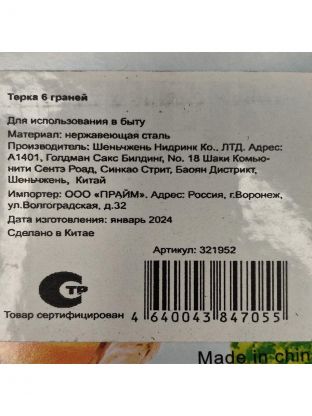 Терка 6 граней
Для использования в быту
Материал: нержавеющая сталь
Производитель: Шеньчжень Нидринк Ко., ЛТД. Адрес:
А1401, Голдман Сакс Билдинг, No. 18 Шаки Комью-
нити Сентэ Роад, Синкао Стрит, Баоян Дистрикт,
Шеньчжень, Китай
Импортер: ООО «ПРАЙМ». Адрес: Россия, г.Воронеж,
ул.Волгоградская, д.32
Дата изготовления: январь 2024
Сделано в Китае
Артикул: 321952
С ТР
Товар сертифицирован
4 640043 847055
Made in chin